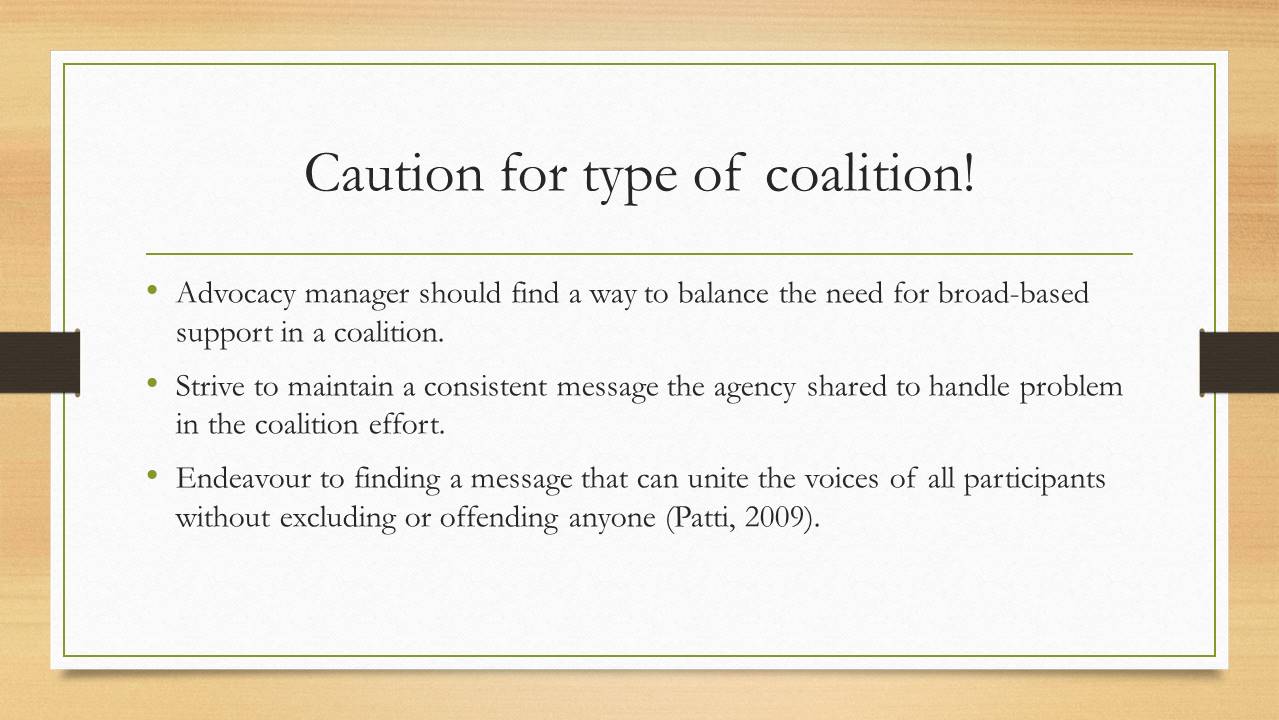 Caution for type of coalition!
• Advocacy manager should find a way to balance the need for broad-based
support in a coalition.
• Strive to maintain a consistent message the agency shared to handle problem
in the coalition effort.
• Endeavour to finding a message that can unite the voices of all participants
without excluding or offending anyone (Patti, 2009).